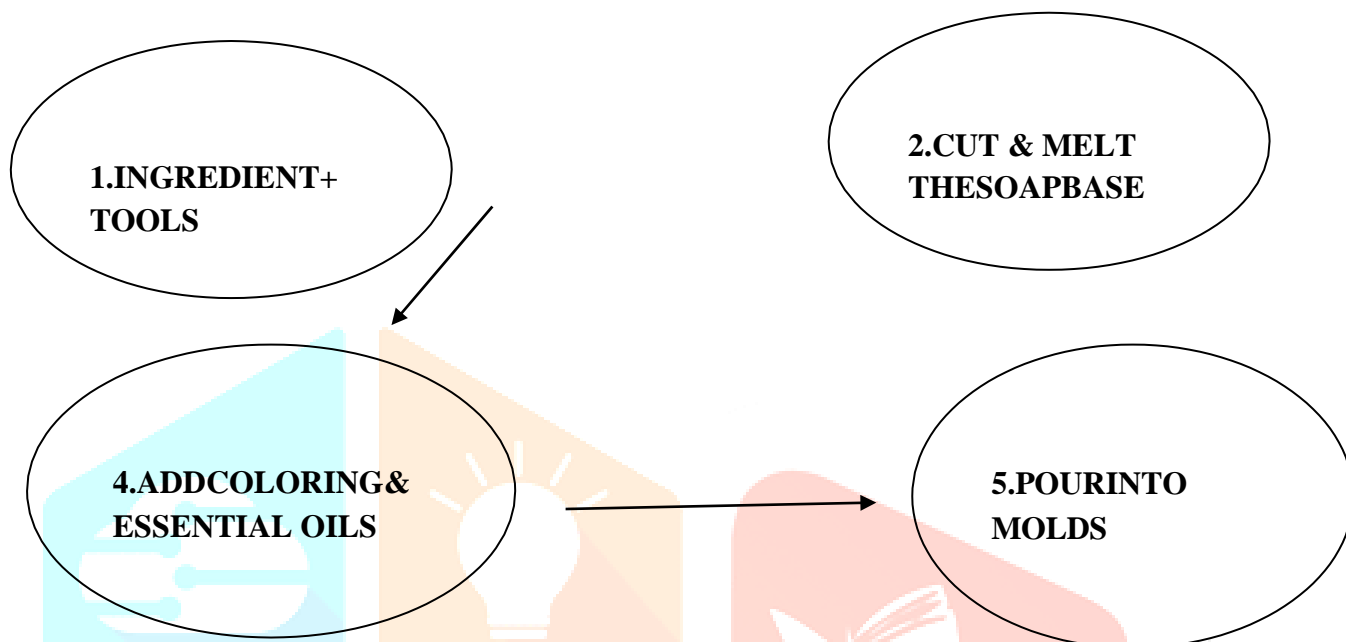 1.INGREDIENT+
TOOLS
2.CUT & MELT
THESOAPBASE
4.ADDCOLORING&
ESSENTIAL OILS
5.POURINTO
MOLDS